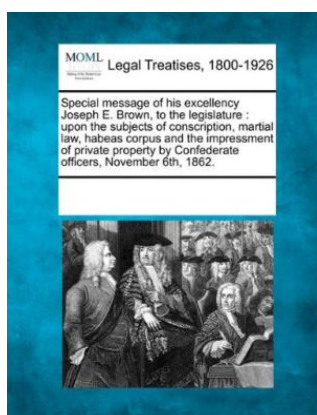 MOML
Legal Treatises, 1800-1926
Special message of his excellency
Joseph E. Brown, to the legislature :
upon the subjects of conscription, martial
law, habeas corpus and the impressment
of private property by Confederate
officers, November 6th, 1862.